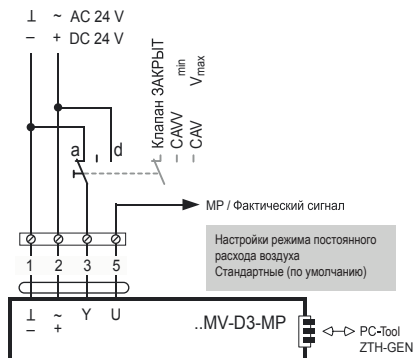 ⊥ ~ AC 24 V
– + DC 24 V
Клапан ЗАКРЫТ
CAVV min
CAV Vmax
a d
MP / Фактический сигнал
Настройки режима постоянного
расхода воздуха
Стандартные (по умолчанию)
1 2 3 5
⊥ ~ Y U
– +
..MV-D3-MP
PC-Tool
ZTH-GEN